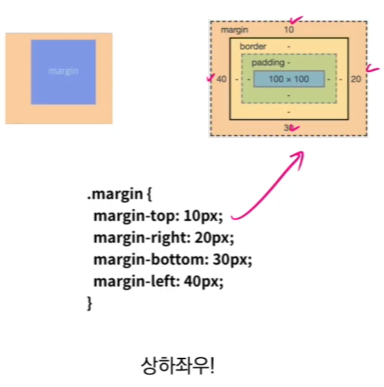 margin
margin 10
border -
padding -
40 - - 100 × 100 - - 20
-
-
30
.margin {
margin-top: 10px;
margin-right: 20px;
margin-bottom: 30px;
margin-left: 40px;
}
상하좌우!